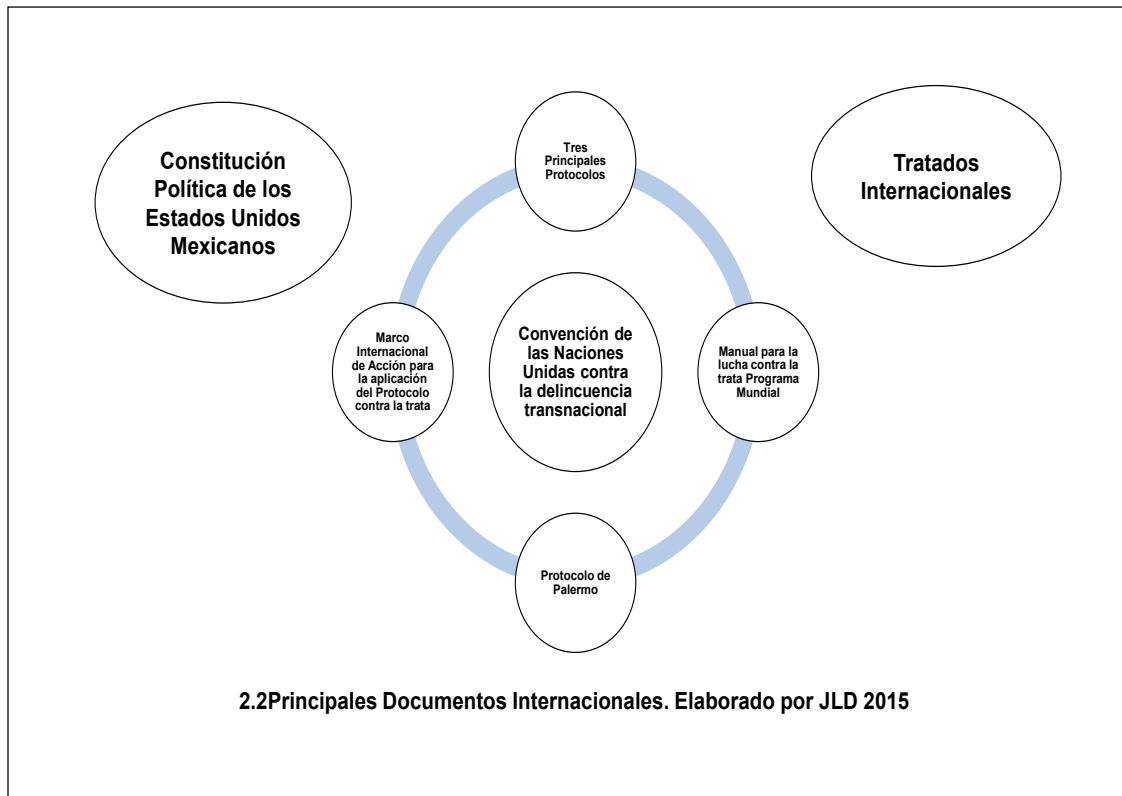 Constitución
Política de los
Estados Unidos
Mexicanos
Tres
Principales
Protocolos
Tratados
Internacionales
Marco
Internacional
de Acción para
la aplicación
del Protocolo
contra la trata
Convención de
las Naciones
Unidas contra
la delincuencia
transnacional
Manual para la
lucha contra la
trata Programa
Mundial
Protocolo de
Palermo
2.2Principales Documentos Internacionales. Elaborado por JLD 2015